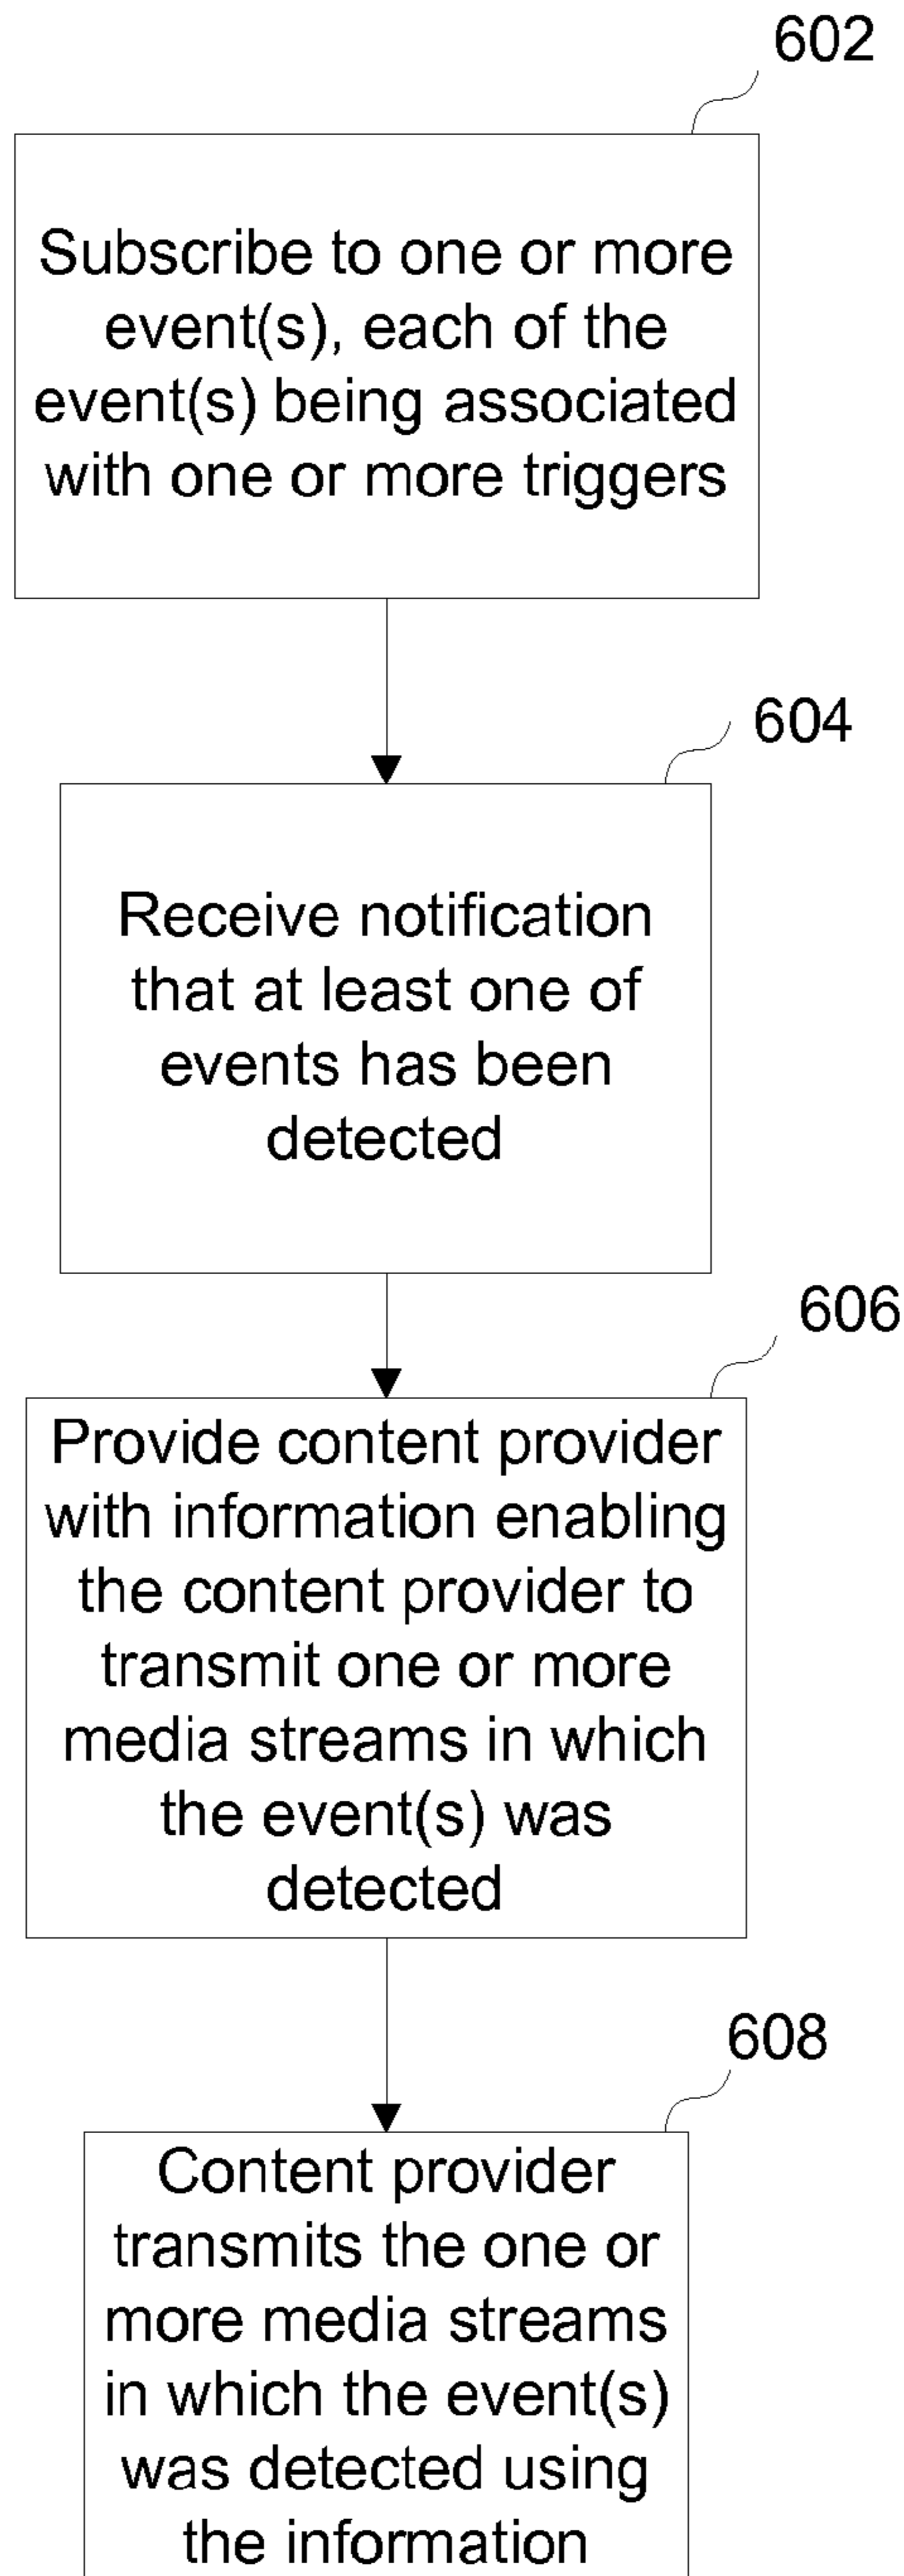 602
Subscribe to one or more
event(s), each of the
event(s) being associated
with one or more triggers
604
Receive notification
that at least one of
events has been
detected
606
Provide content provider
with information enabling
the content provider to
transmit one or more
media streams in which
the event(s) was
detected
608
Content provider
transmits the one or
more media streams
in which the event(s)
was detected using
the information